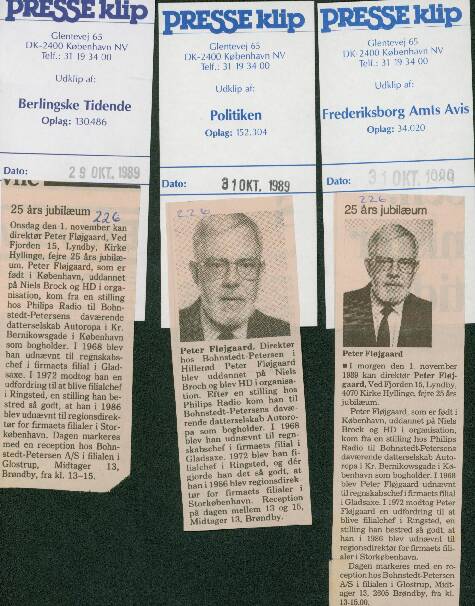 PRESSE klip
Glentevej 65
DK-2400 København NV
Telf.: 31 19 34 00
Udklip af:
Berlingske Tidende
Oplag: 130.486
Dato: 29 OKT. 1989
25 års jubilæum 226
Onsdag den 1. november kan
direktør Peter Fløjgaard, Ved
Fjorden 15, Lyndby, Kirke
Hyllinge, fejre 25 års jubilæ-
um. Peter Fløjgaard, som er
født i København, uddannet
på Niels Brock og HD i orga-
nisation, kom fra en stilling
hos Philips Radio til Bohn-
stedt-Petersens daværende
datterselskab Autoropa i Kr.
Bernikowsgade i København
som bogholder. I 1968 blev
han udnævnt til regnskabs-
chef i firmaets filial i Glad-
saxe. I 1972 modtog han en
udfordring til at blive filialchef
i Ringsted, en stilling han be-
stred så godt, at han i 1986
blev udnævnt til regionsdirek-
tør for firmaets filialer i Stor-
københavn. Dagen markeres
med en reception hos Bohn-
stedt-Petersen A/S i filialen i
Glostrup, Midtager 13,
Brøndby, fra kl. 13-15.
PRESSE klip
Glentevej 65
DK-2400 København NV
Telf.: 31 19 34 00
Udklip af:
Politiken
Oplag: 152.304
Dato: 31 OKT. 1989
226
Peter Fløjgaard, Direktør
hos Bohnstedt-Petersen i
Hillerød Peter Fløjgaard
blev uddannet på Niels
Brock og blev HD i organisa-
tion. Efter en stilling hos
Philips Radio kom han til
Bohnstedt-Petersens davæ-
rende datterselskab Autoro-
pa som bogholder. I 1968
blev han udnævnt til regn-
skabschef i firmaets filial i
Gladsaxe. 1972 blev han fi-
lialchef i Ringsted, og dér
gjorde han det så godt, at
han i 1986 blev regionsdirek-
tør for firmaets filialer i
Storkøbenhavn. Reception
på dagen mellem 13 og 15,
Midtager 13, Brøndby.
PRESSE klip
Glentevej 65
DK-2400 København NV
Telf.: 31 19 34 00
Udklip af:
Frederiksborg Amts Avis
Oplag: 34.020
Dato: 31 OKT. 1989
226
25 års jubilæum
Peter Fløjgaard
I morgen den 1. november
1989 kan direktør Peter Fløj-
gaard, Ved Fjorden 15, Lyndby,
4070 Kirke Hyllinge, fejre 25 års
jubilæum.
Peter Fløjgaard, som er født i
København, uddannet på Niels
Brock og HD i organisation,
kom fra en stilling hos Philips
Radio til Bohnstedt-Petersens
daværende datterselskab Auto-
ropa i Kr. Bernikowsgade i Kø-
benhavn som bogholder. I 1968
blev Peter Fløjgaard udnævnt
til regnskabschef i firmaets filial
i Gladsaxe. I 1972 modtog Peter
Fløjgaard en udfordring til at
blive filialchef i Ringsted, en
stilling han bestred så godt, at
han i 1986 blev udnævnt til
regionsdirektør for firmaets fili-
aler i Storkøbenhavn.
Dagen markeres med en re-
ception hos Bohnstedt-Petersen
A/S i filialen i Glostrup, Midt-
ager 13, 2605 Brøndby, fra kl.
13-15.00.